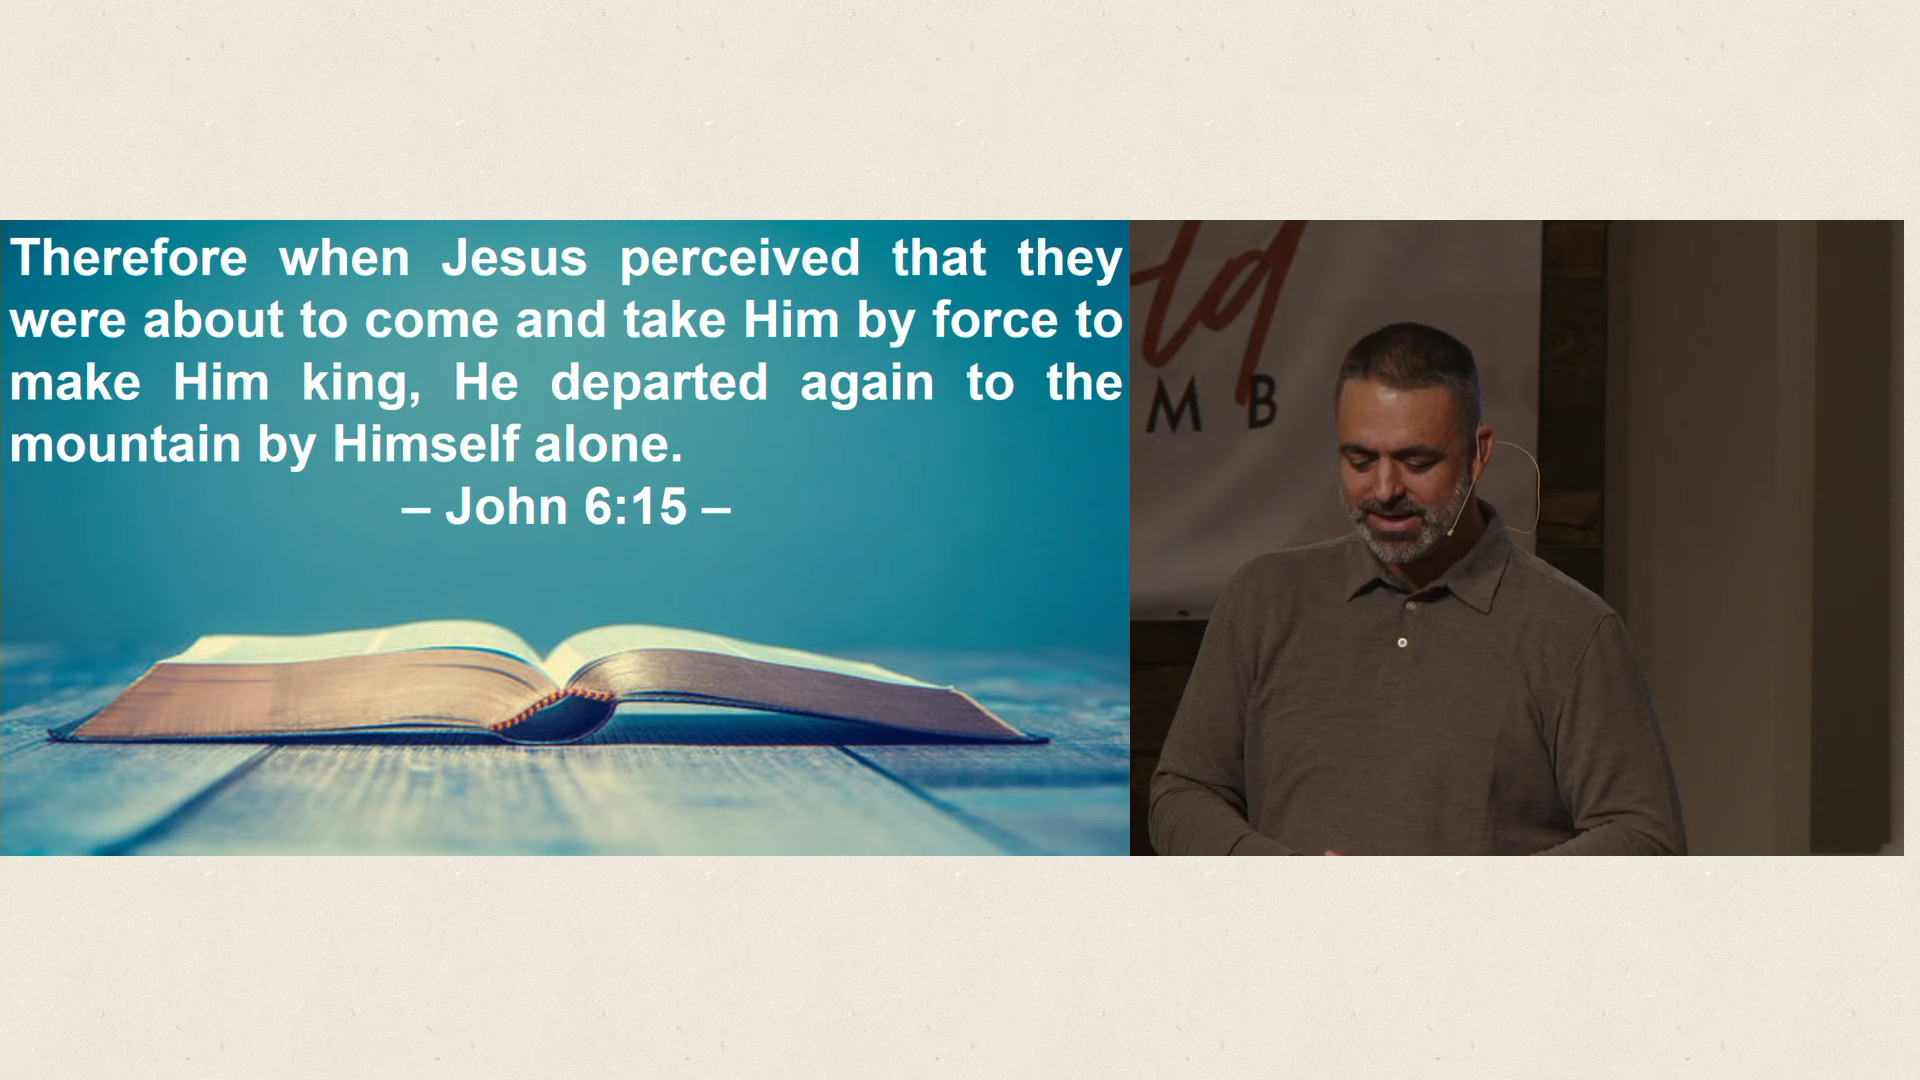 Therefore when Jesus perceived that they
were about to come and take Him by force to
make Him king, He departed again to the
mountain by Himself alone.
– John 6:15 –
ld
M B